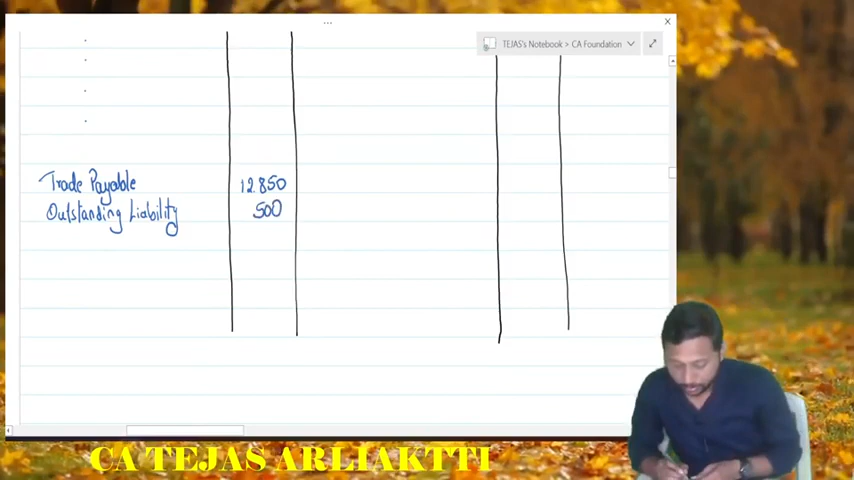 TEJAS's Notebook > CA Foundation
Trade Payable 12.850
Outstanding Liability 500
CA TEJAS ARLIAKTTI